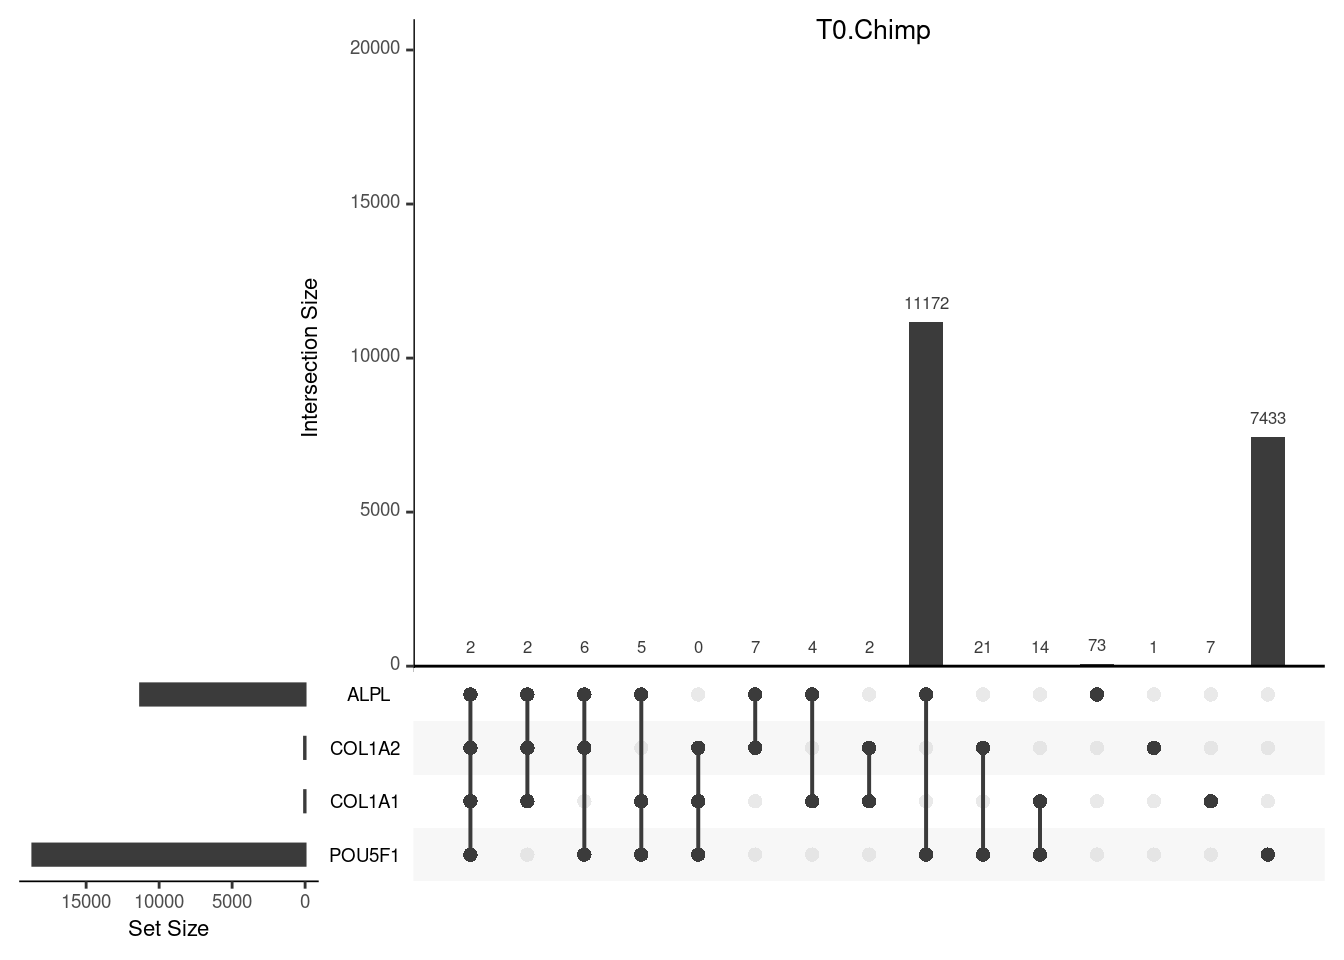 T0.Chimp
20000
15000
10000
5000
0
Intersection Size
11172
7433
2 2 6 5 0 7 4 2 21 14 73 1 7
ALPL
COL1A2
COL1A1
POU5F1
15000 10000 5000 0
Set Size